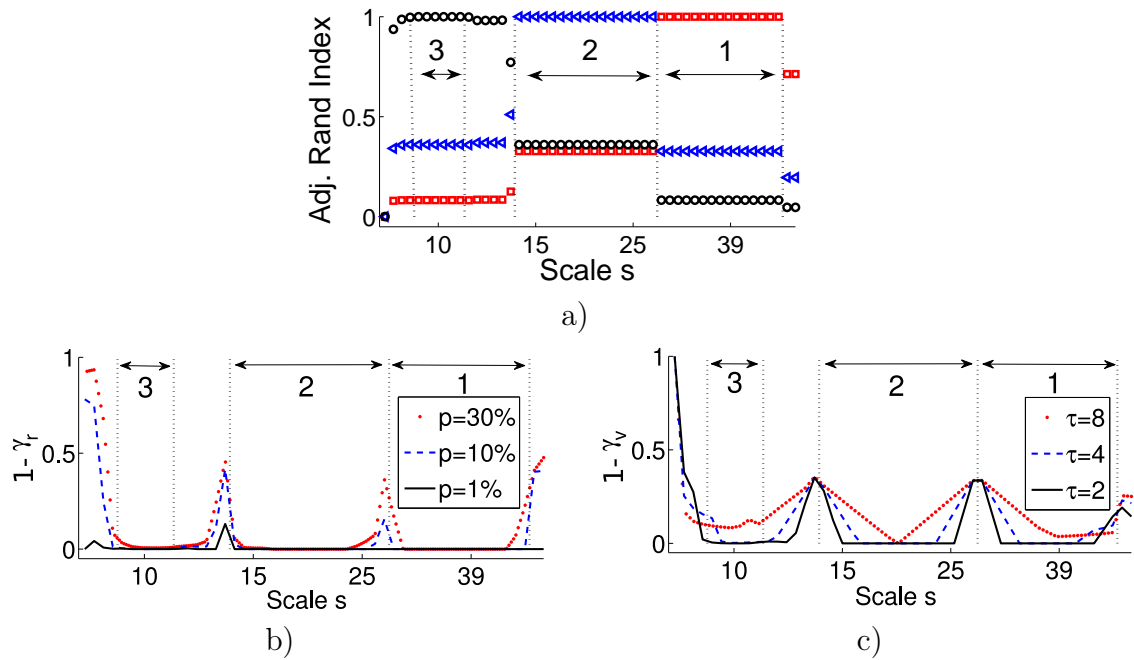 1
0.5
0
Adj. Rand Index
3
2
1
10
15
25
39
Scale s
a)
1
0.5
0
1- γr
3
2
1
p=30%
p=10%
p=1%
10
15
25
39
Scale s
b)
1
0.5
0
1- γv
3
2
1
τ=8
τ=4
τ=2
10
15
25
39
Scale s
c)